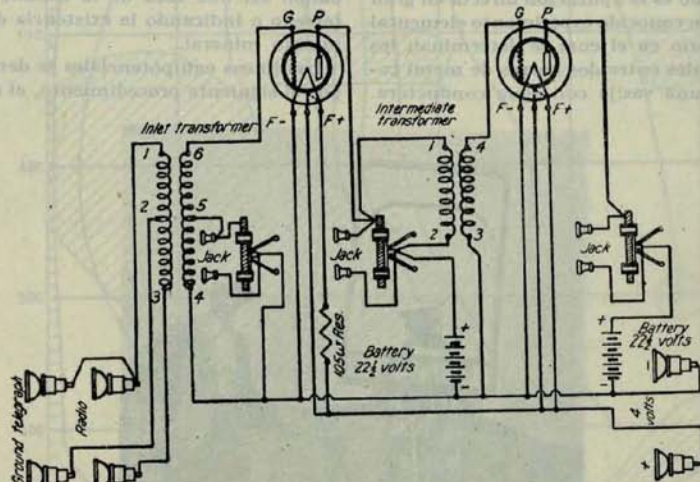 G P
G P
F- F+
F- F+
Inlet transformer
Intermediate
transformer
1 6
2 5
3 4
1 4
2 3
Jack
Jack
Jack
Res.
Battery
22½ volts
+
-
+
Battery
22½ volts
-
Ground telegraph
Radio
4
volts
-
+